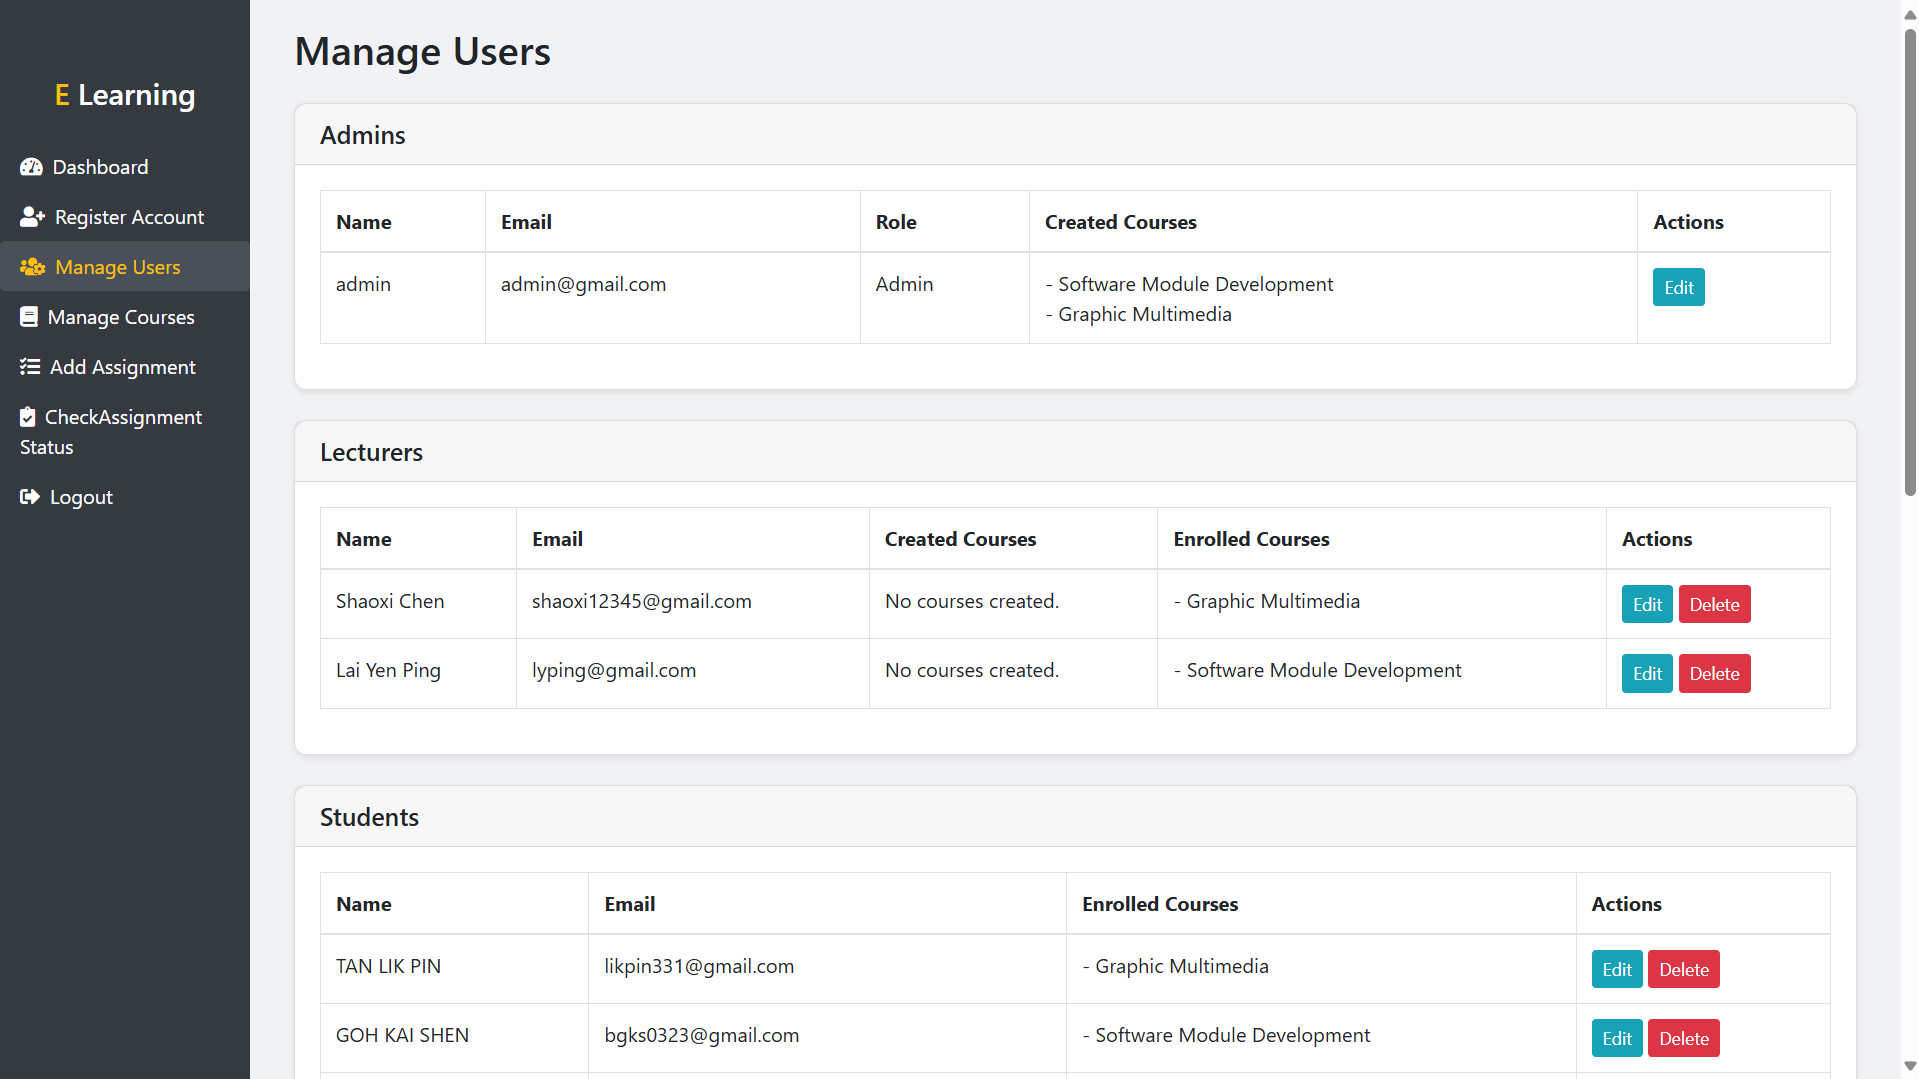 E Learning
Dashboard
Register Account
Manage Users
Manage Courses
Add Assignment
CheckAssignment
Status
Logout
Manage Users
Admins
Name Email Role Created Courses Actions
admin admin@gmail.com Admin - Software Module Development Edit
- Graphic Multimedia
Lecturers
Name Email Created Courses Enrolled Courses Actions
Shaoxi Chen shaoxi12345@gmail.com No courses created. - Graphic Multimedia Edit Delete
Lai Yen Ping lyping@gmail.com No courses created. - Software Module Development Edit Delete
Students
Name Email Enrolled Courses Actions
TAN LIK PIN likpin331@gmail.com - Graphic Multimedia Edit Delete
GOH KAI SHEN bgks0323@gmail.com - Software Module Development Edit Delete